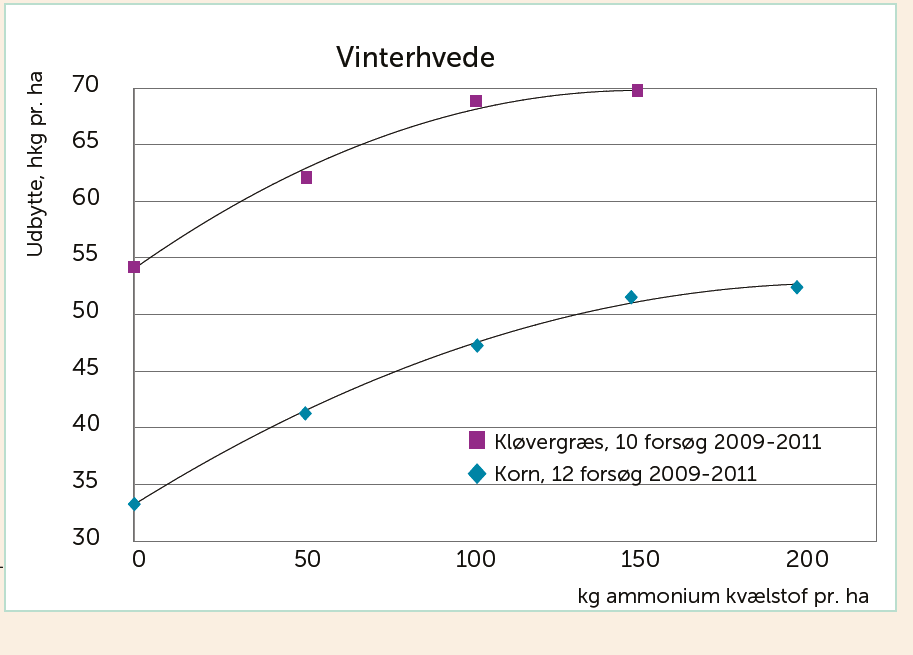 Vinterhvede
Udbytte, hkg pr. ha
70
65
60
55
50
45
40
35
30
Kløvergræs, 10 forsøg 2009-2011
Korn, 12 forsøg 2009-2011
0 50 100 150 200
kg ammonium kvælstof pr. ha